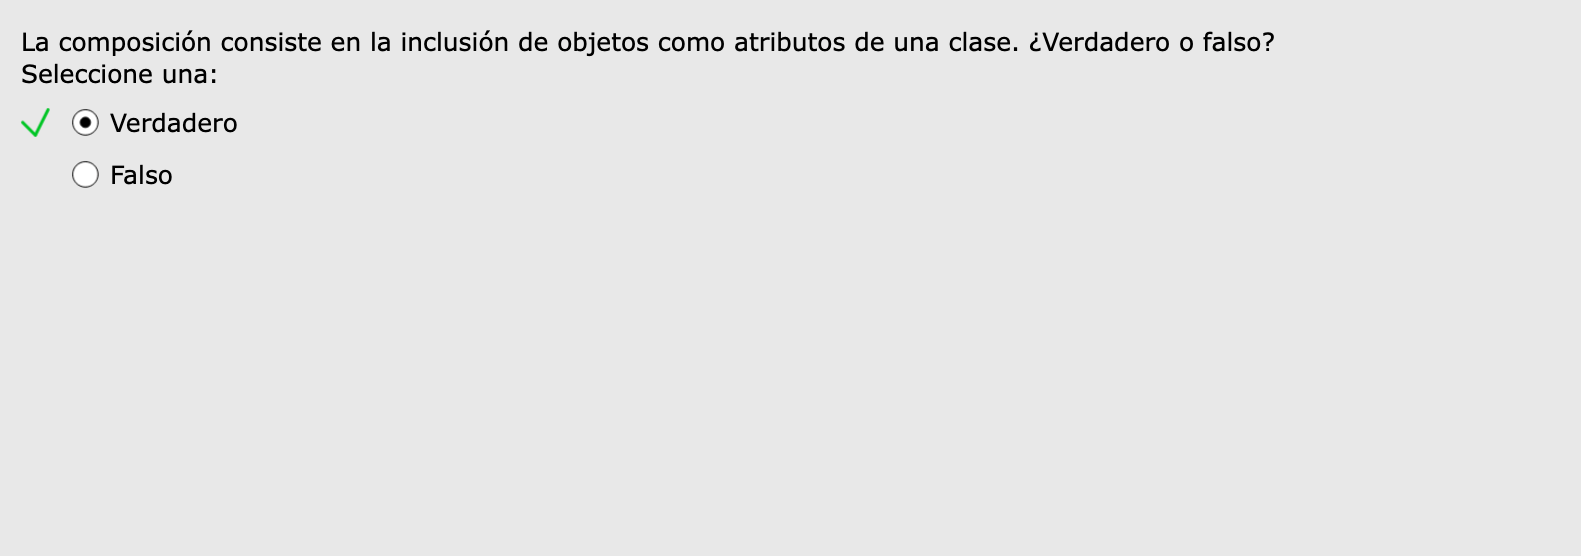 La composición consiste en la inclusión de objetos como atributos de una clase. ¿Verdadero o falso?
Seleccione una:
Verdadero
Falso